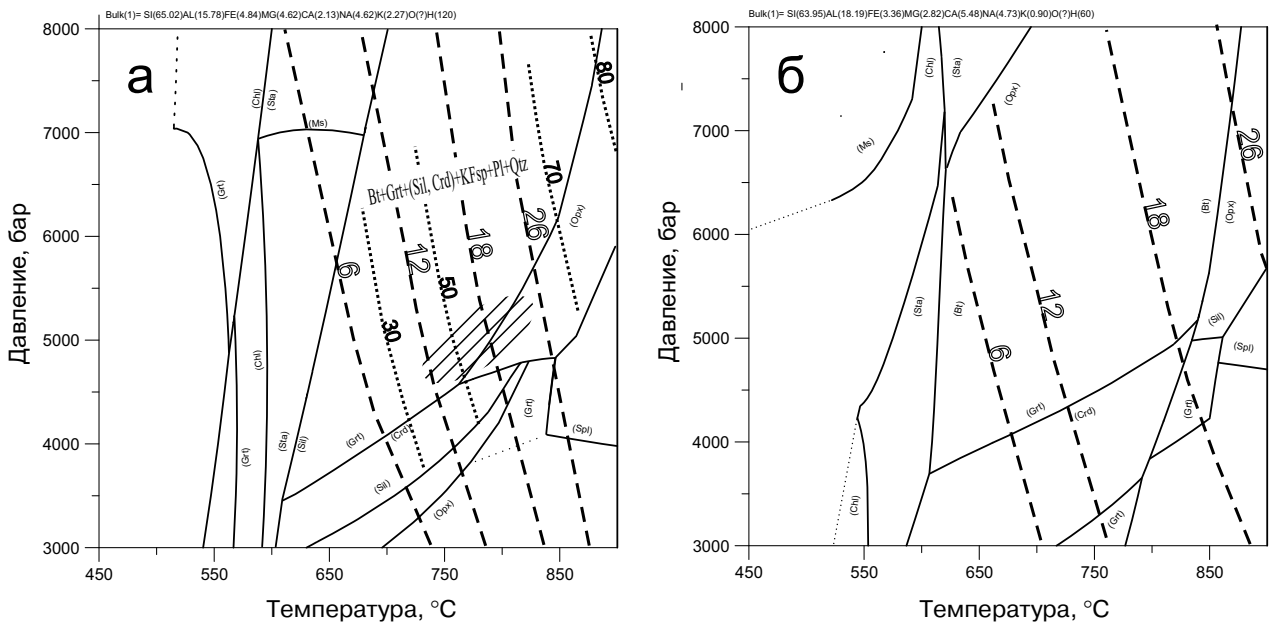 Bulk(1)= SI(65.02)AL(15.78)FE(4.84)MG(4.62)CA(2.13)NA(4.62)K(2.27)O(?)H(120)
а
8000
7000
6000
5000
4000
3000
450
550
650
750
850
Давление, бар
Температура, °C
(Chl)
(Sta)
(Ms)
(Grt)
80
70
Bt+Grt+(Sil, Crd)+KFsp+Pl+Qtz
(Opx)
26
18
12
6
50
30
(Chl)
(Grt)
(Sta)
(Sil)
(Grt)
(Crd)
(Grt)
(Spl)
(Sil)
(Opx)
Bulk(1)= SI(63.95)AL(18.19)FE(3.36)MG(2.82)CA(5.48)NA(4.73)K(0.90)O(?)H(60)
б
8000
7000
6000
5000
4000
3000
450
550
650
750
850
Давление, бар
Температура, °C
(Chl)
(Sta)
(Opx)
(Ms)
26
18
(Bt)
(Opx)
12
6
(Sta)
(Bt)
(Sil)
(Spl)
(Grt)
(Crd)
(Grt)
(Chl)
(Grt)